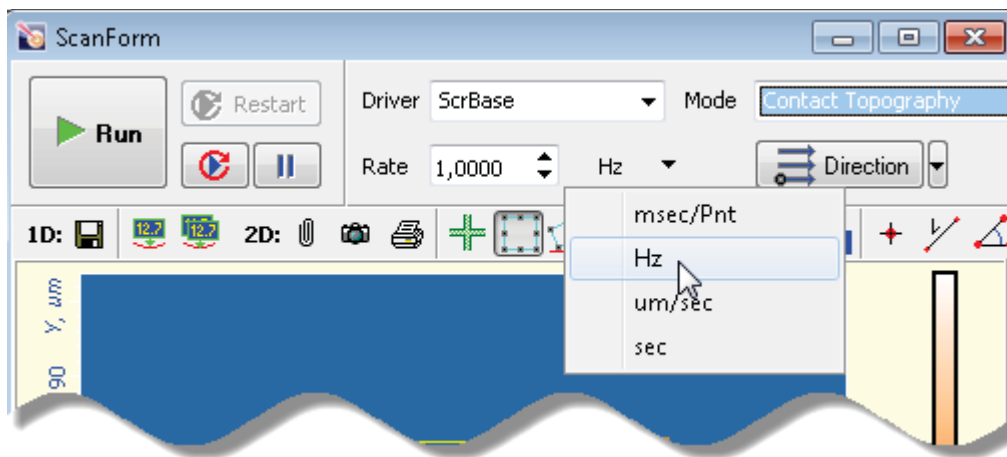 ScanForm
Run
Restart
Driver ScrBase Mode Contact Topography
Rate 1,0000 Hz Direction
msec/Pnt
Hz
um/sec
sec
1D: 12.7 12.7 2D:
Y, um
90